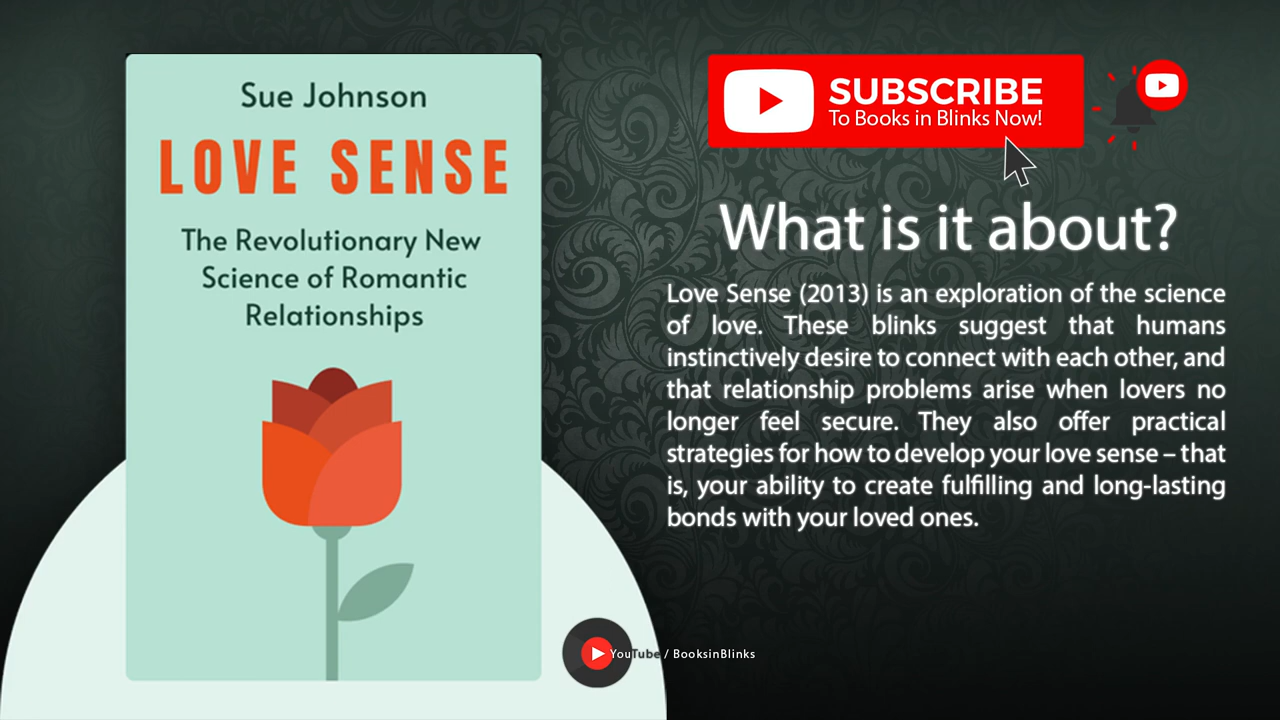 Sue Johnson
LOVE SENSE
The Revolutionary New
Science of Romantic
Relationships
SUBSCRIBE
To Books in Blinks Now!
What is it about?
Love Sense (2013) is an exploration of the science
of love. These blinks suggest that humans
instinctively desire to connect with each other, and
that relationship problems arise when lovers no
longer feel secure. They also offer practical
strategies for how to develop your love sense – that
is, your ability to create fulfilling and long-lasting
bonds with your loved ones.
YouTube / BooksinBlinks